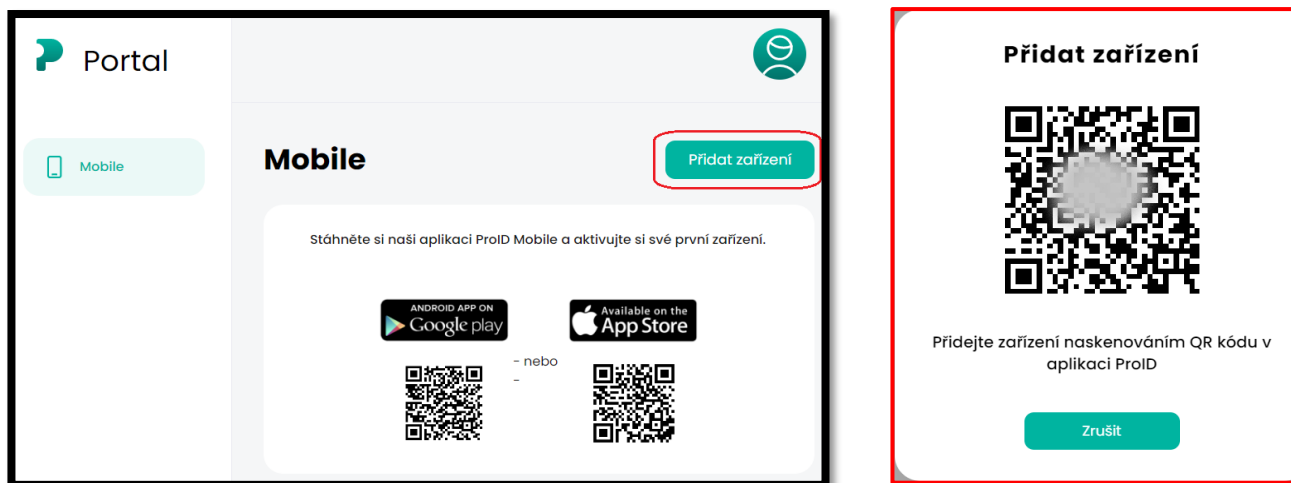 Portal
Mobile
Mobile
Přidat zařízení
Stáhněte si naši aplikaci ProID Mobile a aktivujte si své první zařízení.
ANDROID APP ON
Google play
Available on the
App Store
- nebo
-
Přidat zařízení
Přidejte zařízení naskenováním QR kódu v
aplikaci ProID
Zrušit